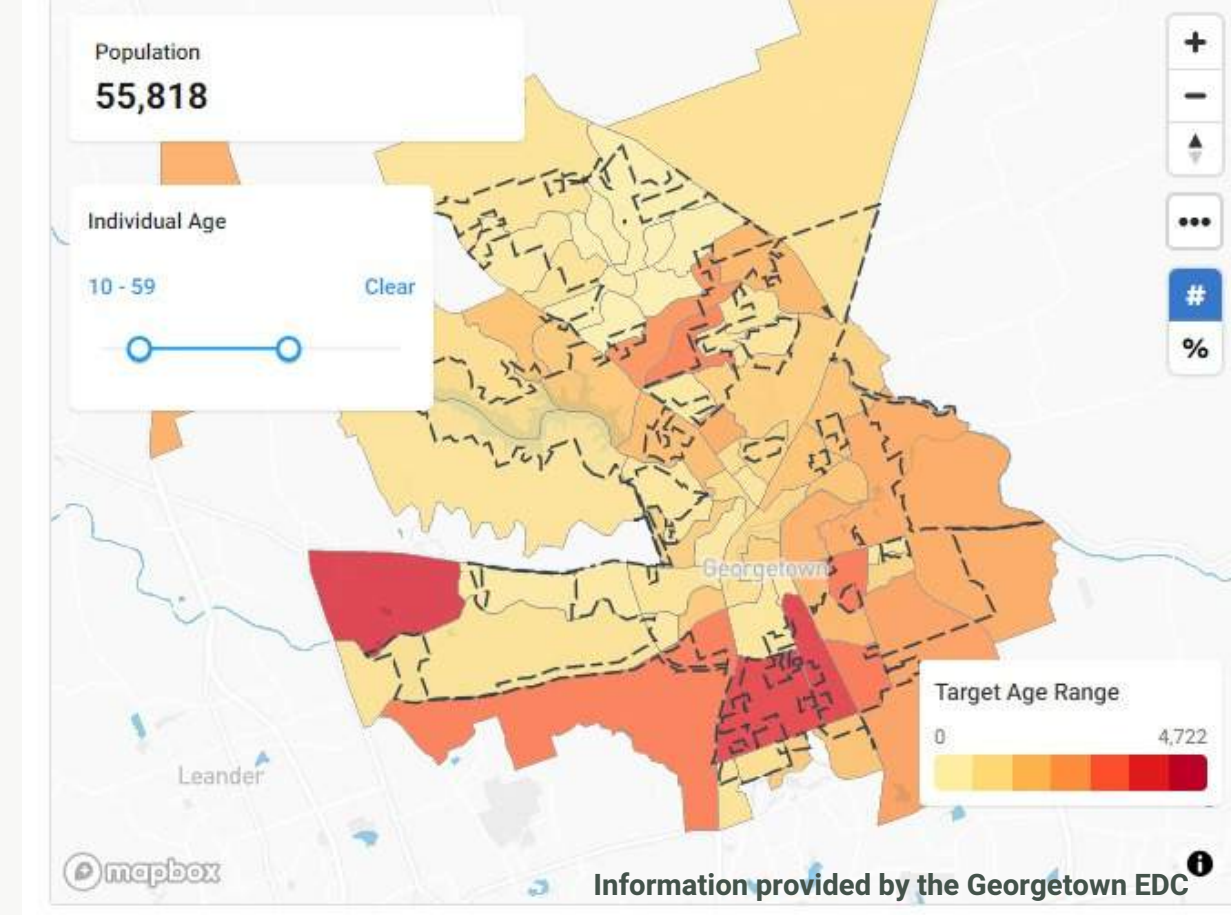 Population
55,818
Individual Age
10 - 59
Clear
+
−
•••
#
%
Georgetown
Target Age Range
0
4,722
Leander
mapbox
i
Information provided by the Georgetown EDC